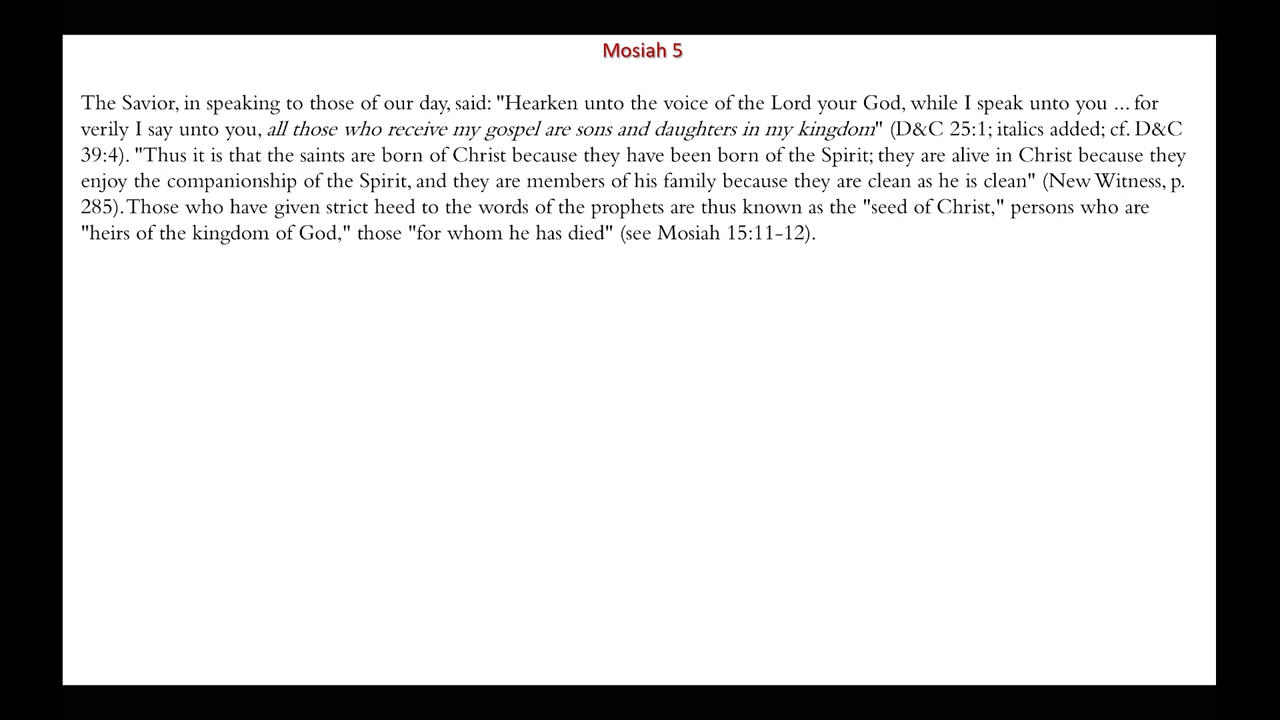 Mosiah 5
The Savior, in speaking to those of our day, said: "Hearken unto the voice of the Lord your God, while I speak unto you ... for
verily I say unto you, all those who receive my gospel are sons and daughters in my kingdom" (D&C 25:1; italics added; cf. D&C
39:4). "Thus it is that the saints are born of Christ because they have been born of the Spirit; they are alive in Christ because they
enjoy the companionship of the Spirit, and they are members of his family because they are clean as he is clean" (New Witness, p.
285). Those who have given strict heed to the words of the prophets are thus known as the "seed of Christ," persons who are
"heirs of the kingdom of God," those "for whom he has died" (see Mosiah 15:11-12).